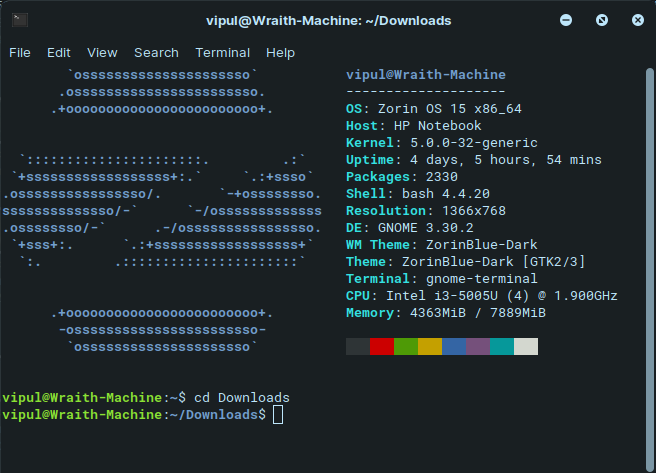 vipul@Wraith-Machine: ~/Downloads
File Edit View Search Terminal Help
`osssssssssssssssssssssso`
.osssssssssssssssssssssssso.
.+oooooooooooooooooooooooo+.
`::::::::::::::::::::::. .:`
`+ssssssssssssssssss+:.` `.:+ssso`
.ossssssssssssssso/. `-+ossssssso.
ssssssssssssso/-` `-/osssssssssssss
.ossssssso/-` .-/ossssssssssssssso.
`+sss+:. `.:+ssssssssssssssssss+`
`:. .::::::::::::::::::::::`
.+oooooooooooooooooooooooo+.
-osssssssssssssssssssssssso-
`osssssssssssssssssssssso`
vipul@Wraith-Machine
--------------------
OS: Zorin OS 15 x86_64
Host: HP Notebook
Kernel: 5.0.0-32-generic
Uptime: 4 days, 5 hours, 54 mins
Packages: 2330
Shell: bash 4.4.20
Resolution: 1366x768
DE: GNOME 3.30.2
WM Theme: ZorinBlue-Dark
Theme: ZorinBlue-Dark [GTK2/3]
Terminal: gnome-terminal
CPU: Intel i3-5005U (4) @ 1.900GHz
Memory: 4363MiB / 7889MiB
vipul@Wraith-Machine:~$ cd Downloads
vipul@Wraith-Machine:~/Downloads$